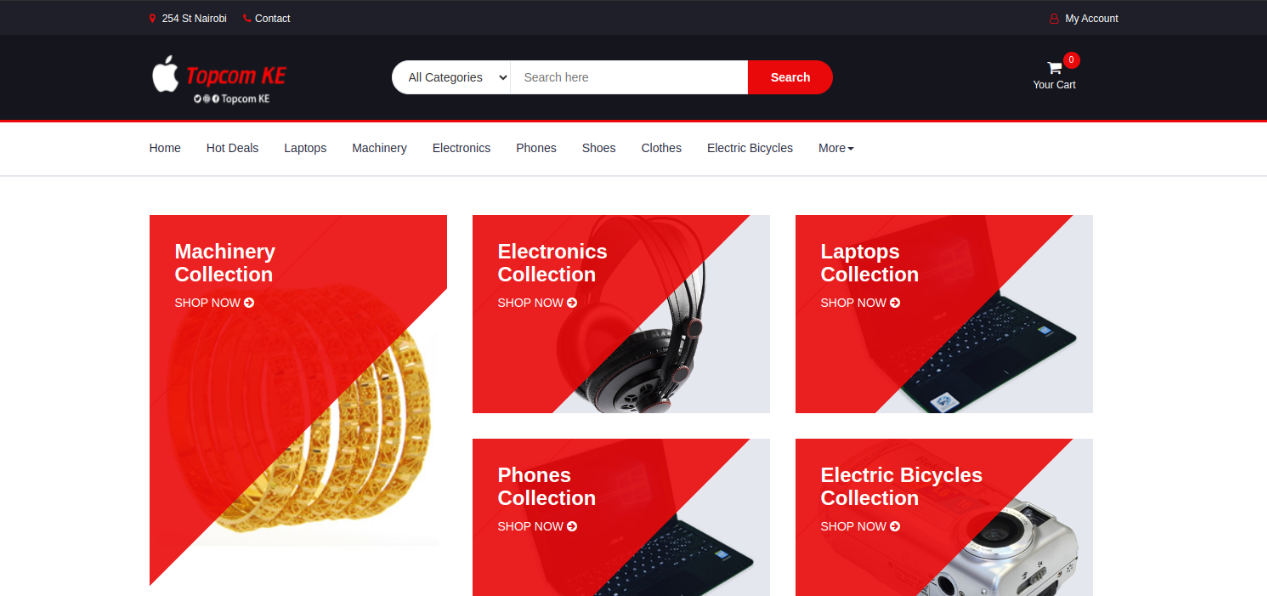 254 St Nairobi Contact My Account
Topcom KE
Topcom KE
All Categories Search here Search
0
Your Cart
Home Hot Deals Laptops Machinery Electronics Phones Shoes Clothes Electric Bicycles More
Machinery
Collection
SHOP NOW
Electronics
Collection
SHOP NOW
Laptops
Collection
SHOP NOW
Phones
Collection
SHOP NOW
Electric Bicycles
Collection
SHOP NOW